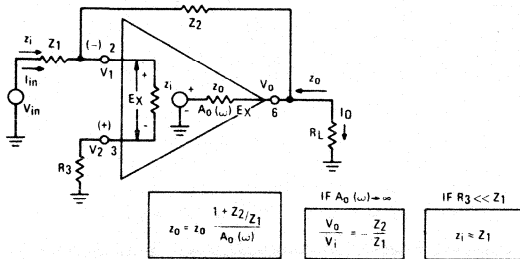 Z2
zi Z1 (−) 2
V1
Iin
Vin
+
EX
-
zi
+
-
zo
Ao (ω) EX
Vo
6
zo
IO
RL
(+)
V2 3
R3
zo = zo (1 + Z2/Z1) / Ao (ω)
IF Ao (ω) → ∞
Vo / Vi = - Z2 / Z1
IF R3 << Z1
zi ≈ Z1